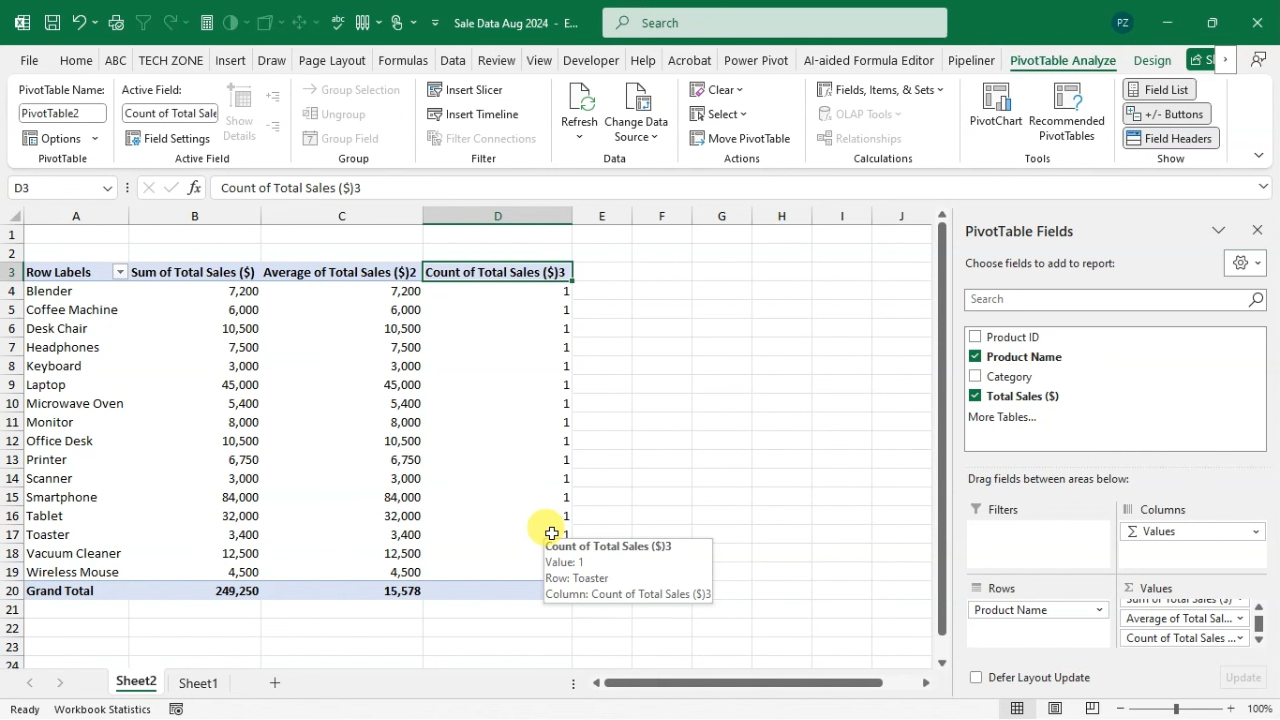 Sale Data Aug 2024 - E...
Search
PZ
File Home ABC TECH ZONE Insert Draw Page Layout Formulas Data Review View Developer Help Acrobat Power Pivot AI-aided Formula Editor Pipeliner PivotTable Analyze Design
PivotTable Name:
PivotTable2
Options
PivotTable
Active Field:
Count of Total Sale
Field Settings
Show
Details
Active Field
Group Selection
Ungroup
Group Field
Group
Insert Slicer
Insert Timeline
Filter Connections
Filter
Refresh
Change Data
Source
Data
Clear
Select
Move PivotTable
Actions
Fields, Items, & Sets
OLAP Tools
Relationships
Calculations
PivotChart
Recommended
PivotTables
Tools
Field List
+/- Buttons
Field Headers
Show
D3
fx
Count of Total Sales ($)3
A B C D E F G H I J
1
2
3 Row Labels Sum of Total Sales ($) Average of Total Sales ($)2 Count of Total Sales ($)3
4 Blender 7,200 7,200 1
5 Coffee Machine 6,000 6,000 1
6 Desk Chair 10,500 10,500 1
7 Headphones 7,500 7,500 1
8 Keyboard 3,000 3,000 1
9 Laptop 45,000 45,000 1
10 Microwave Oven 5,400 5,400 1
11 Monitor 8,000 8,000 1
12 Office Desk 10,500 10,500 1
13 Printer 6,750 6,750 1
14 Scanner 3,000 3,000 1
15 Smartphone 84,000 84,000 1
16 Tablet 32,000 32,000 1
17 Toaster 4,400 4,400 1
18 Vacuum Cleaner 12,500 12,500
19 Wireless Mouse 4,500 4,500
20 Grand Total 249,250 15,578
21
22
23
24
Count of Total Sales ($)3
Value: 1
Row: Toaster
Column: Count of Total Sales ($)3
PivotTable Fields
Choose fields to add to report:
Search
Product ID
Product Name
Category
Total Sales ($)
More Tables...
Drag fields between areas below:
Filters
Columns
Values
Rows
Product Name
Values
Sum of Total Sales ($)
Average of Total Sal...
Count of Total Sales ...
Defer Layout Update
Update
Sheet2 Sheet1
Ready
Workbook Statistics
100%